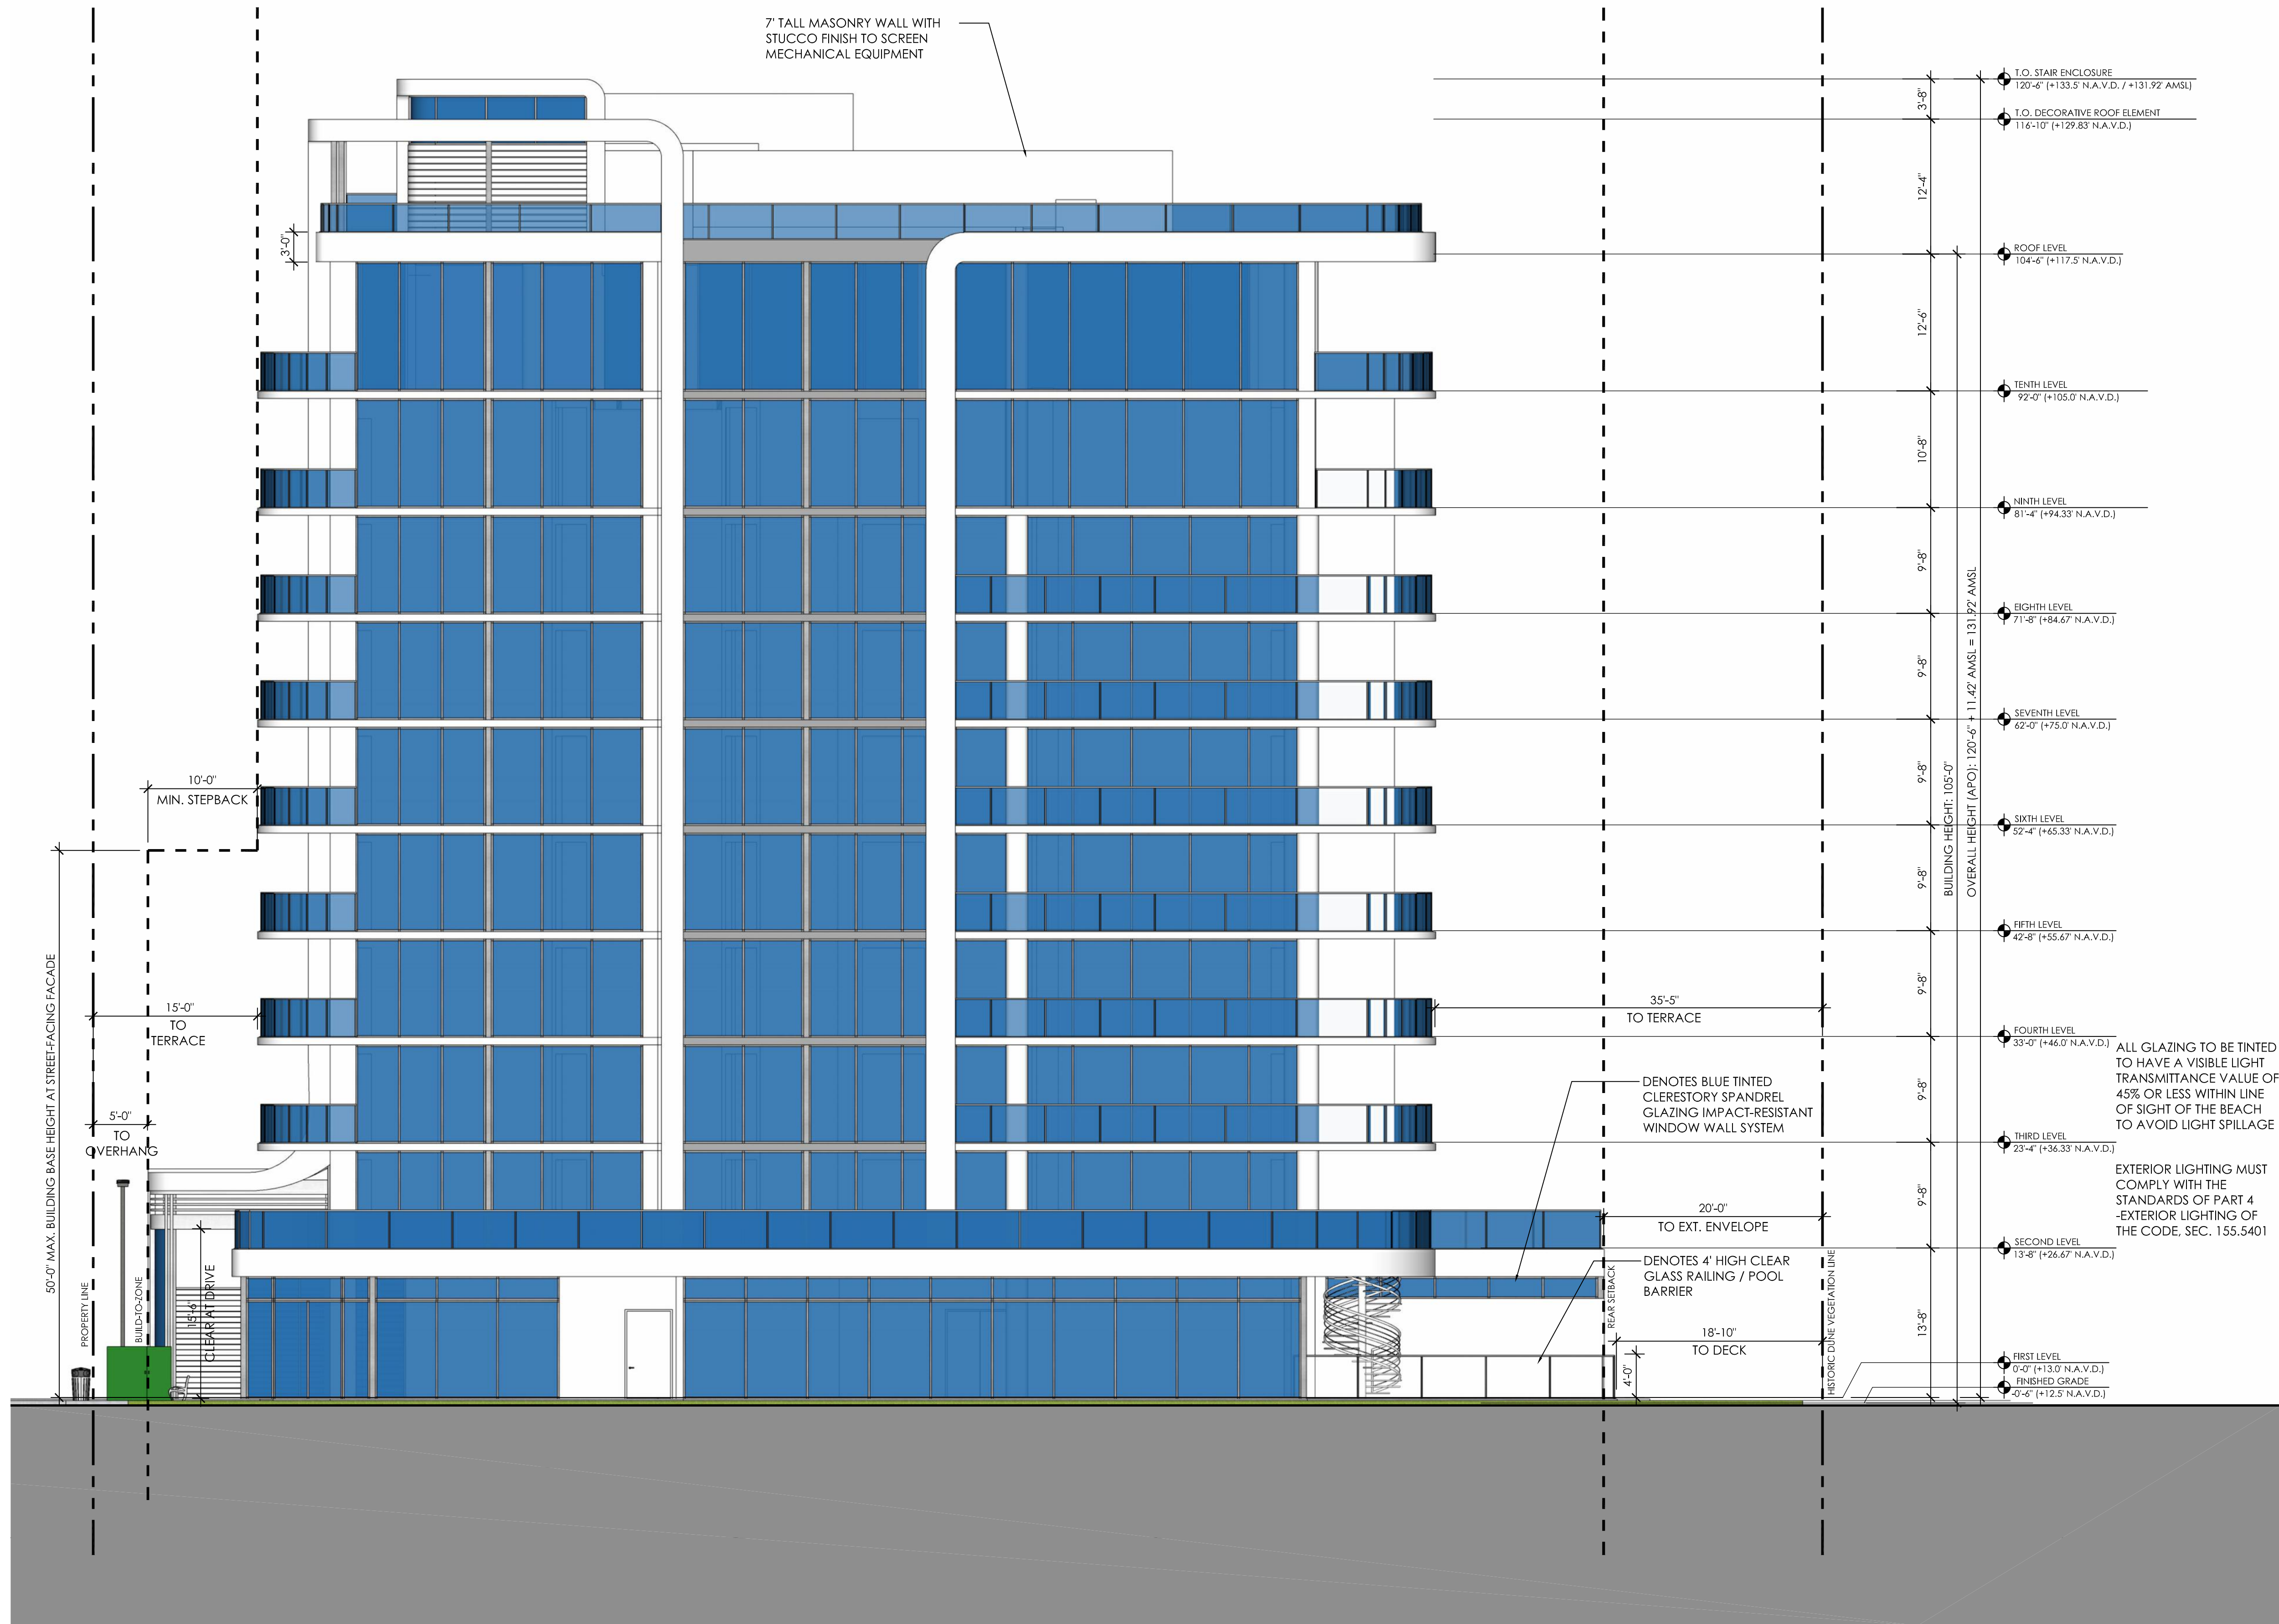 7' TALL MASONRY WALL WITH
STUCCO FINISH TO SCREEN
MECHANICAL EQUIPMENT
T.O. STAIR ENCLOSURE
120'-6" (+133.5' N.A.V.D. / +131.92' AMSL)
3'-8"
T.O. DECORATIVE ROOF ELEMENT
116'-10" (+129.83' N.A.V.D.)
12'-4"
3'-0"
ROOF LEVEL
104'-6" (+117.5' N.A.V.D.)
12'-6"
TENTH LEVEL
92'-0" (+105.0' N.A.V.D.)
10'-8"
NINTH LEVEL
81'-4" (+94.33' N.A.V.D.)
9'-8"
EIGHTH LEVEL
71'-8" (+84.67' N.A.V.D.)
9'-8"
SEVENTH LEVEL
62'-0" (+75.0' N.A.V.D.)
9'-8"
SIXTH LEVEL
52'-4" (+65.33' N.A.V.D.)
9'-8"
FIFTH LEVEL
42'-8" (+55.67' N.A.V.D.)
9'-8"
FOURTH LEVEL
33'-0" (+46.0' N.A.V.D.)
9'-8"
THIRD LEVEL
23'-4" (+36.33' N.A.V.D.)
9'-8"
SECOND LEVEL
13'-8" (+26.67' N.A.V.D.)
13'-8"
FIRST LEVEL
0'-0" (+13.0' N.A.V.D.)
FINISHED GRADE
-0'-6" (+12.5' N.A.V.D.)
BUILDING HEIGHT: 105'-0"
OVERALL HEIGHT (APO): 120'-6" + 11.42' AMSL = 131.92' AMSL
10'-0"
MIN. STEPBACK
50'-0" MAX. BUILDING BASE HEIGHT AT STREET-FACING FACADE
15'-0"
TO
TERRACE
5'-0"
TO
OVERHANG
PROPERTY LINE
BUILD-TO-ZONE
15'-6"
CLEAR AT DRIVE
35'-5"
TO TERRACE
DENOTES BLUE TINTED
CLERESTORY SPANDREL
GLAZING IMPACT-RESISTANT
WINDOW WALL SYSTEM
20'-0"
TO EXT. ENVELOPE
DENOTES 4' HIGH CLEAR
GLASS RAILING / POOL
BARRIER
REAR SETBACK
18'-10"
TO DECK
4'-0"
HISTORIC DUNE VEGETATION LINE
ALL GLAZING TO BE TINTED
TO HAVE A VISIBLE LIGHT
TRANSMITTANCE VALUE OF
45% OR LESS WITHIN LINE
OF SIGHT OF THE BEACH
TO AVOID LIGHT SPILLAGE
EXTERIOR LIGHTING MUST
COMPLY WITH THE
STANDARDS OF PART 4
-EXTERIOR LIGHTING OF
THE CODE, SEC. 155.5401